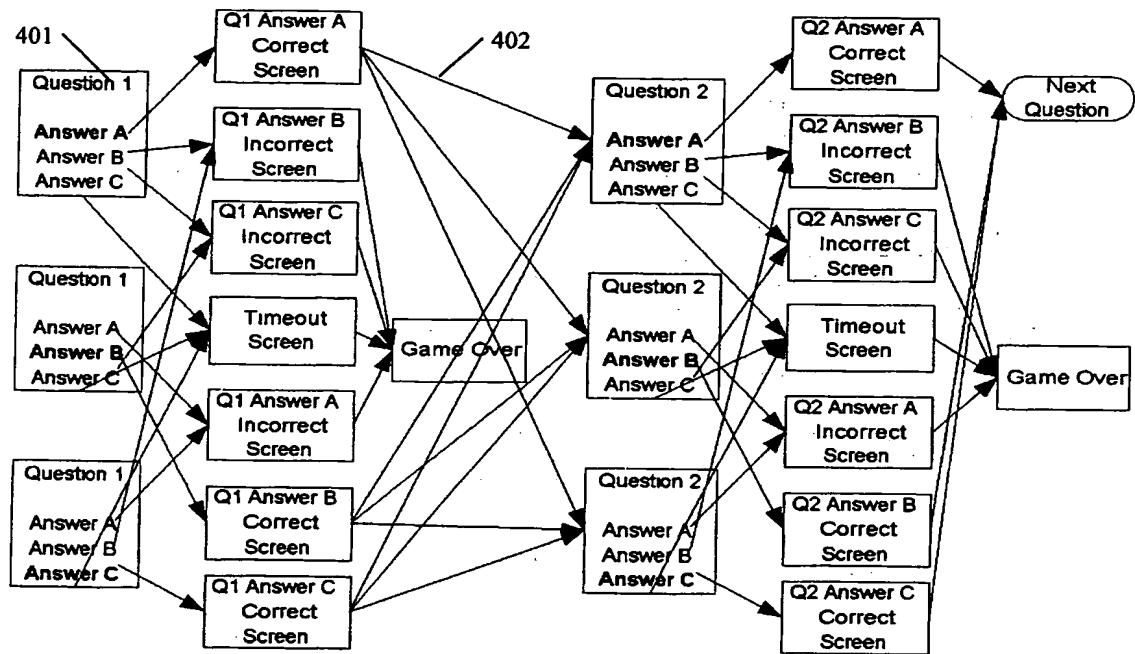 401
Question 1
Answer A
Answer B
Answer C
Question 1
Answer A
Answer B
Answer C
Question 1
Answer A
Answer B
Answer C
Q1 Answer A
Correct
Screen
Q1 Answer B
Incorrect
Screen
Q1 Answer C
Incorrect
Screen
Timeout
Screen
Q1 Answer A
Incorrect
Screen
Q1 Answer B
Correct
Screen
Q1 Answer C
Correct
Screen
402
Game Over
Question 2
Answer A
Answer B
Answer C
Question 2
Answer A
Answer B
Answer C
Question 2
Answer A
Answer B
Answer C
Q2 Answer A
Correct
Screen
Q2 Answer B
Incorrect
Screen
Q2 Answer C
Incorrect
Screen
Timeout
Screen
Q2 Answer A
Incorrect
Screen
Q2 Answer B
Correct
Screen
Q2 Answer C
Correct
Screen
Next
Question
Game Over